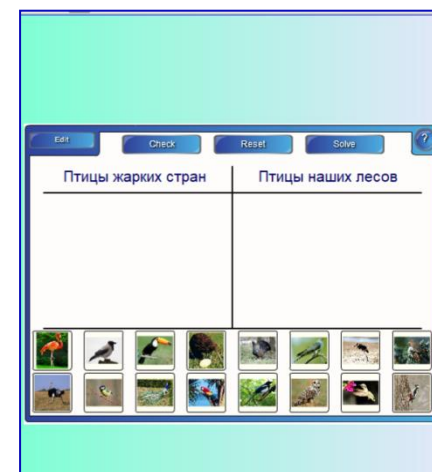 Edit Check Reset Solve ?
Птицы жарких стран Птицы наших лесов